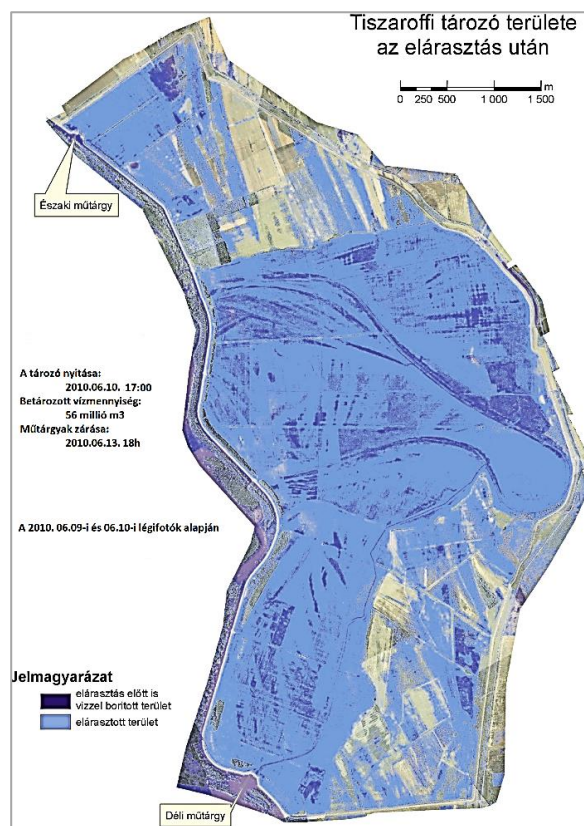 Tiszaroffi tározó területe
az elárasztás után
m
0 250 500 1 000 1 500
Északi műtárgy
A tározó nyitása:
2010.06.10. 17:00
Betározott vízmennyiség:
56 millió m3
Műtárgyak zárása:
2010.06.13. 18h
A 2010. 06.09-i és 06.10-i légifotók alapján
Jelmagyarázat
elárasztás előtt is
vizzel borított terület
elárasztott terület
Déli műtárgy